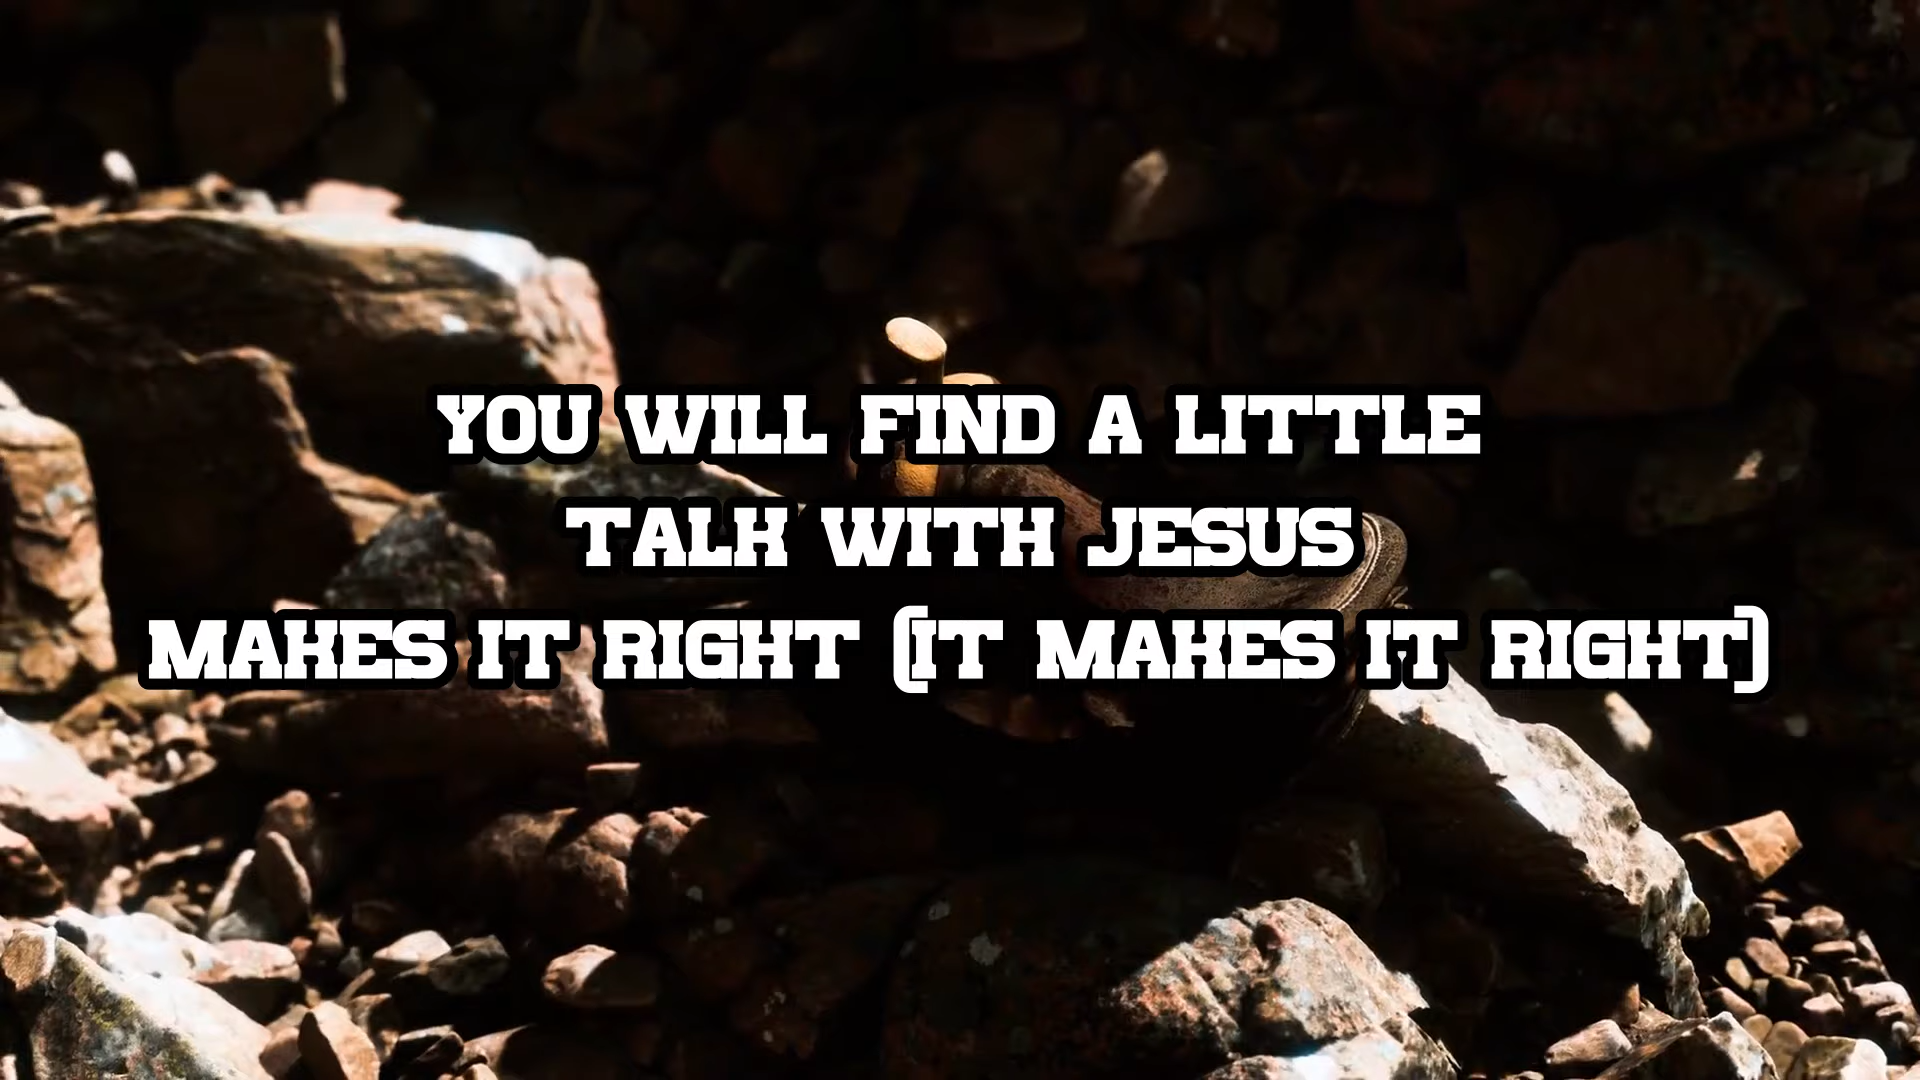 YOU WILL FIND A LITTLE
TALK WITH JESUS
MAKES IT RIGHT (IT MAKES IT RIGHT)